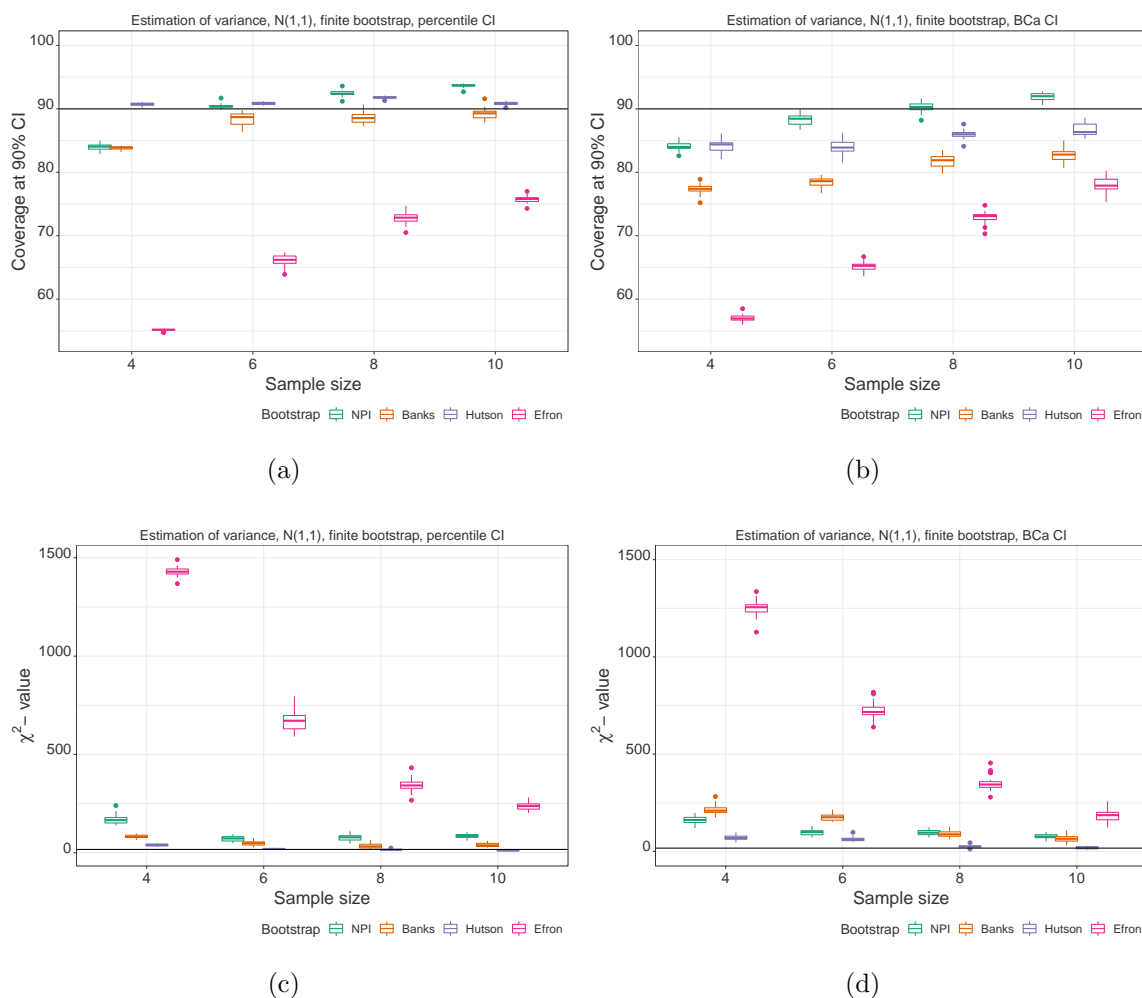 Estimation of variance, N(1,1), finite bootstrap, percentile CI
100
90
80
70
60
Coverage at 90% CI
4 6 8 10
Sample size
Bootstrap NPI Banks Hutson Efron
(a)
Estimation of variance, N(1,1), finite bootstrap, BCa CI
100
90
80
70
60
Coverage at 90% CI
4 6 8 10
Sample size
Bootstrap NPI Banks Hutson Efron
(b)
Estimation of variance, N(1,1), finite bootstrap, percentile CI
1500
1000
500
0
χ²− value
4 6 8 10
Sample size
Bootstrap NPI Banks Hutson Efron
(c)
Estimation of variance, N(1,1), finite bootstrap, BCa CI
1500
1000
500
0
χ²− value
4 6 8 10
Sample size
Bootstrap NPI Banks Hutson Efron
(d)